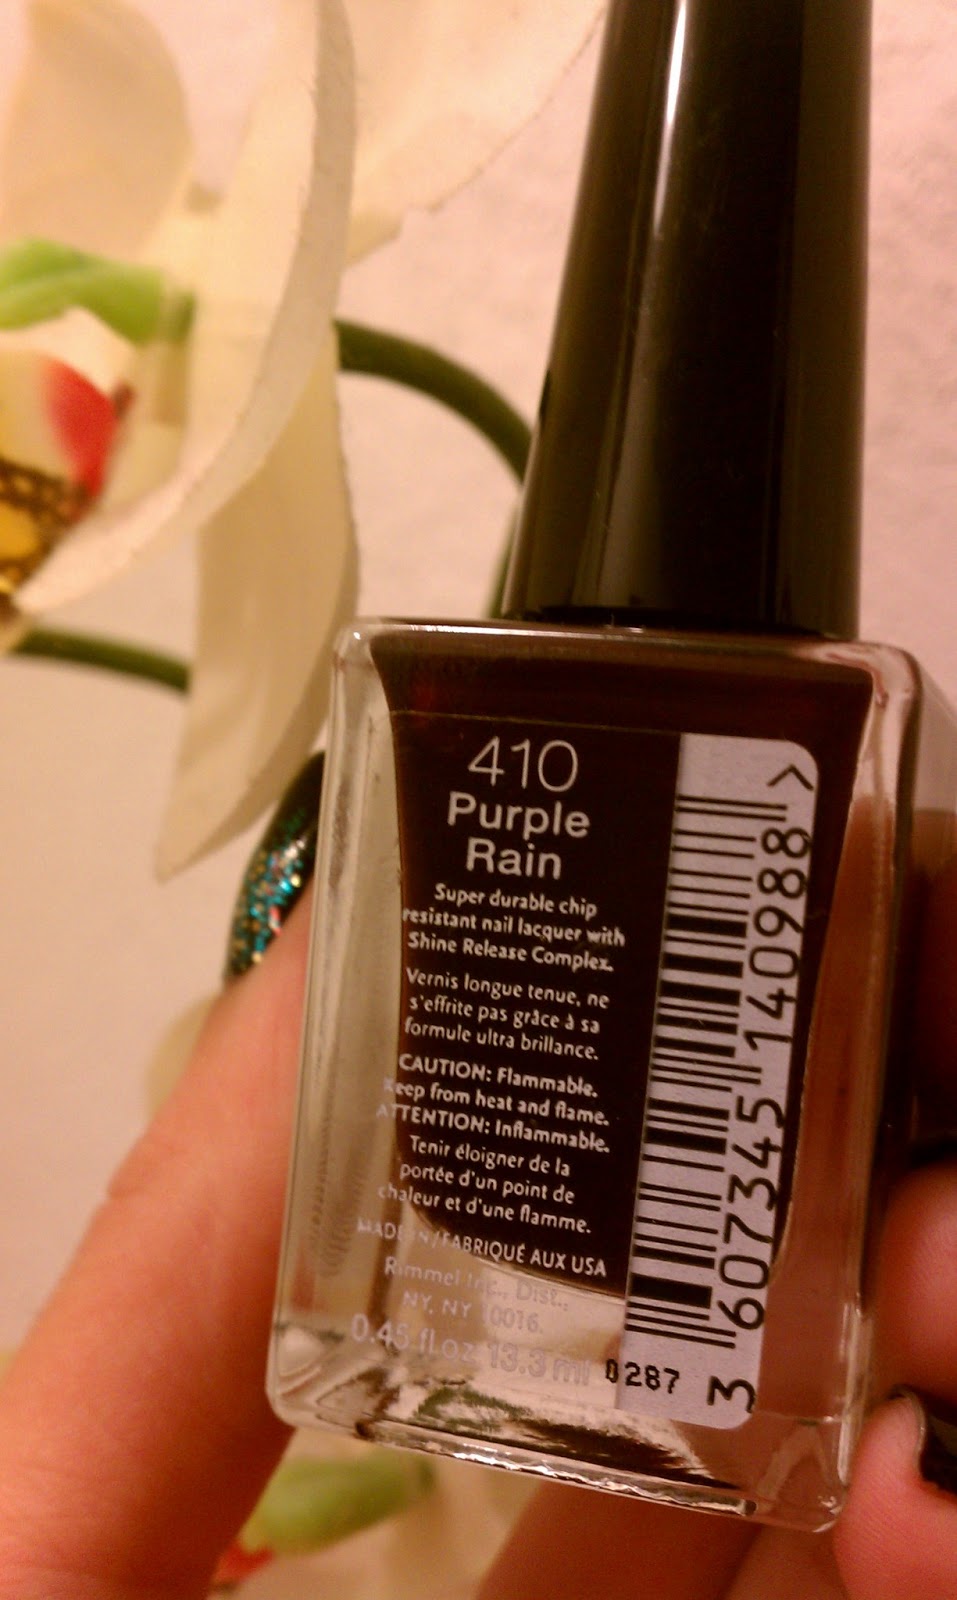 410
Purple
Rain
Super durable chip
resistant nail lacquer with
Shine Release Complex.
Vernis longue tenue, ne
s'effrite pas grâce à sa
formule ultra brillance.
CAUTION: Flammable.
Keep from heat and flame.
ATTENTION: Inflammable.
Tenir éloigner de la
portée d'un point de
chaleur et d'une flamme.
MADE IN/FABRIQUÉ AUX USA
Rimmel Inc., Dist.,
NY, NY 10016.
0.45 fl oz 13.3 ml
0287
3 607345 140988 >